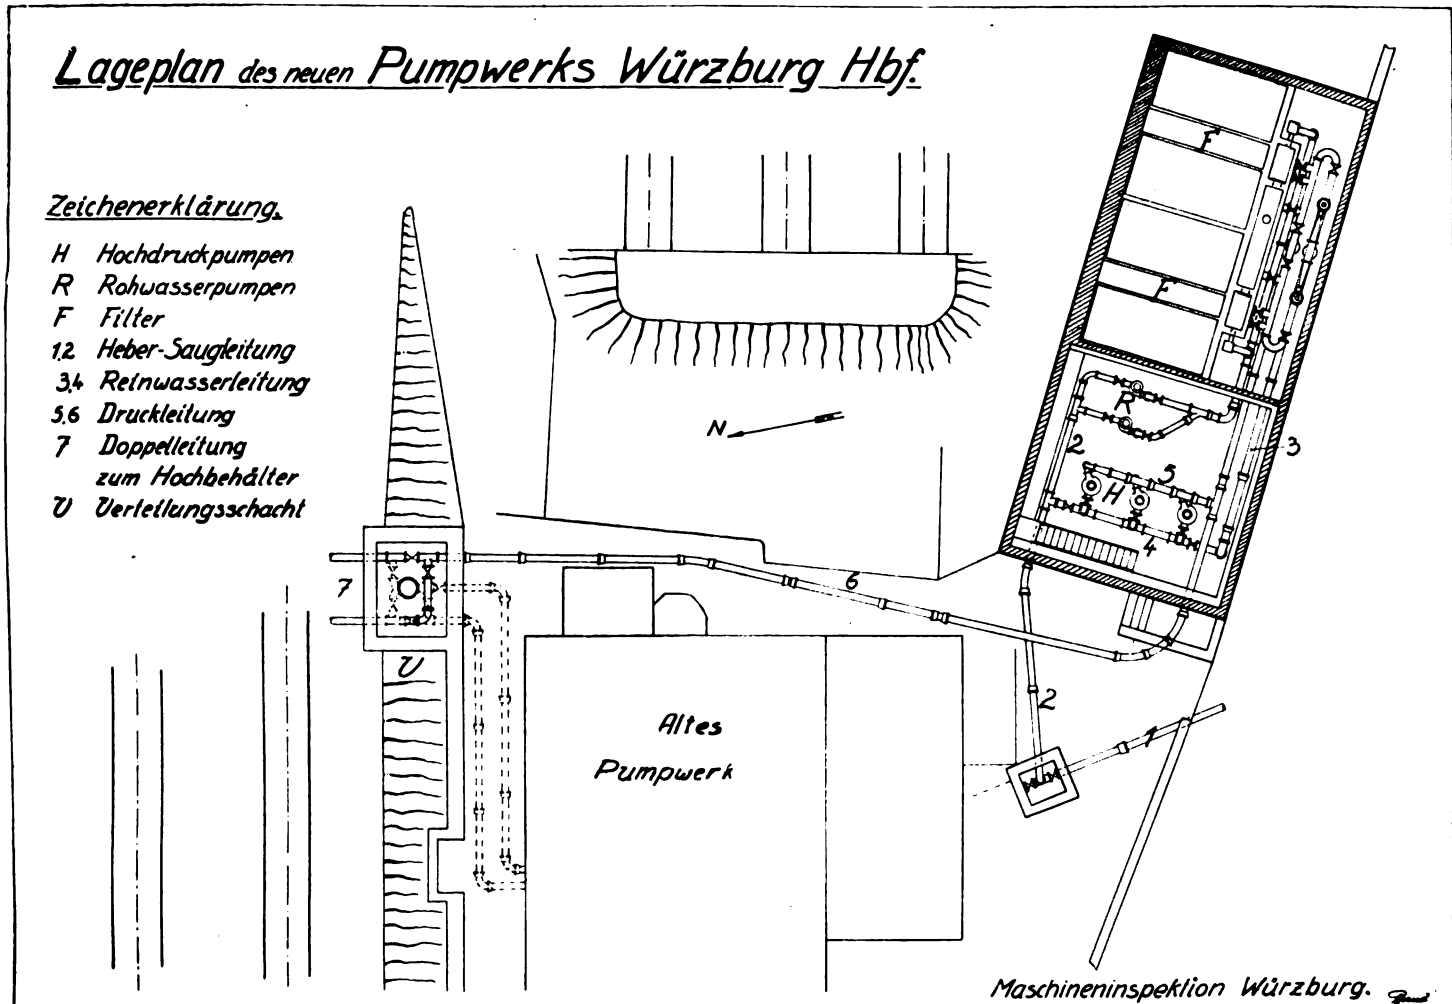 Lageplan des neuen Pumpwerks Würzburg Hbf.
Zeichenerklärung.
H Hochdruckpumpen
R Rohwasserpumpen
F Filter
1,2 Heber-Saugleitung
3,4 Reinwasserleitung
5,6 Druckleitung
7 Doppelleitung
zum Hochbehälter
V Verteilungsschacht
F
F
N
R
2
3
5
H
4
6
7
V
2
1
Altes
Pumpwerk
Maschineninspektion Würzburg.